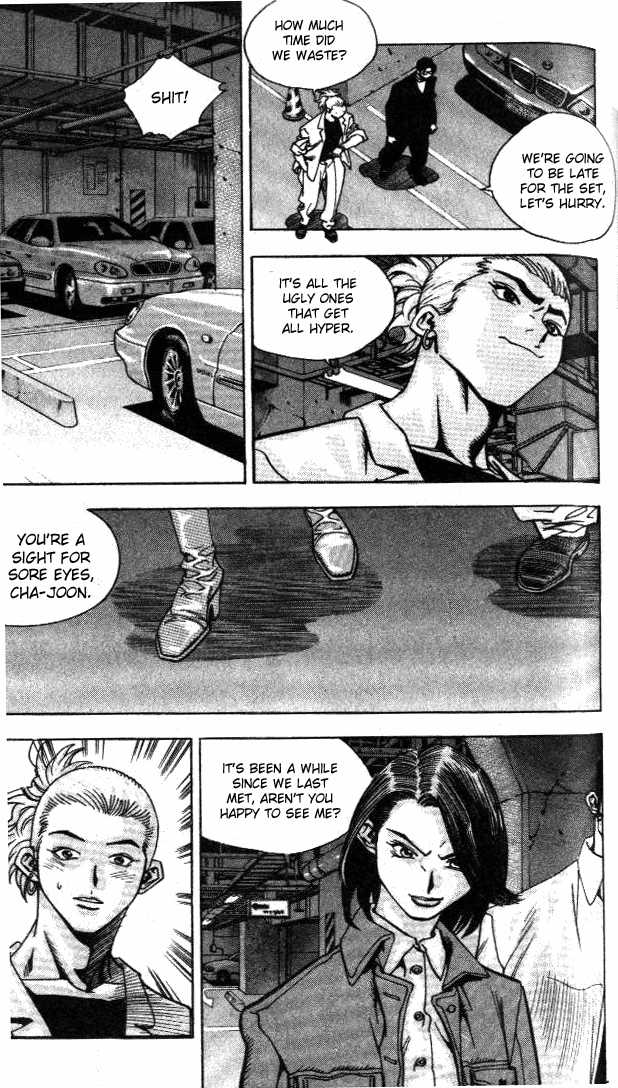 SHIT!
HOW MUCH
TIME DID
WE WASTE?
WE'RE GOING
TO BE LATE
FOR THE SET,
LET'S HURRY.
IT'S ALL THE
UGLY ONES
THAT GET
ALL HYPER.
YOU'RE A
SIGHT FOR
SORE EYES,
CHA-JOON.
IT'S BEEN A WHILE
SINCE WE LAST
MET, AREN'T YOU
HAPPY TO SEE ME?